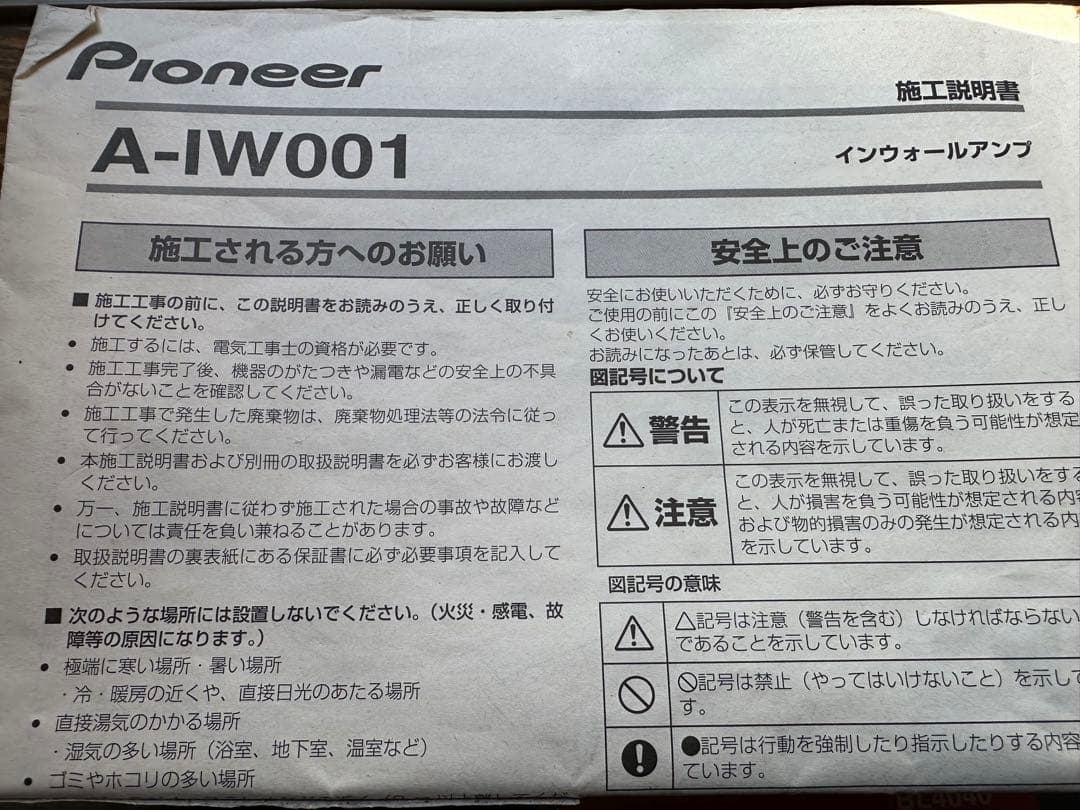 Pioneer
施工説明書
A-IW001
インウォールアンプ
施工される方へのお願い
■ 施工工事の前に、この説明書をお読みのうえ、正しく取り付
けてください。
• 施工するには、電気工事士の資格が必要です。
• 施工工事完了後、機器のがたつきや漏電などの安全上の不具
合がないことを確認してください。
• 施工工事で発生した廃棄物は、廃棄物処理法等の法令に従っ
て行ってください。
• 本施工説明書および別冊の取扱説明書を必ずお客様にお渡し
ください。
• 万一、施工説明書に従わず施工された場合の事故や故障など
については責任を負い兼ねることがあります。
• 取扱説明書の裏表紙にある保証書に必ず必要事項を記入して
ください。
■ 次のような場所には設置しないでください。（火災・感電、故
障等の原因になります。）
• 極端に寒い場所・暑い場所
・冷・暖房の近くや、直接日光のあたる場所
• 直接湯気のかかる場所
・湿気の多い場所（浴室、地下室、温室など）
• ゴミやホコリの多い場所
安全上のご注意
安全にお使いいただくために、必ずお守りください。
ご使用の前にこの『安全上のご注意』をよくお読みのうえ、正し
くお使いください。
お読みになったあとは、必ず保管してください。
図記号について
警告
この表示を無視して、誤った取り扱いをする
と、人が死亡または重傷を負う可能性が想定
される内容を示しています。
注意
この表示を無視して、誤った取り扱いをする
と、人が損害を負う可能性が想定される内容
および物的損害のみの発生が想定される内
を示しています。
図記号の意味
△記号は注意（警告を含む）しなければならない
であることを示しています。
🚫記号は禁止（やってはいけないこと）を示して
す。
●記号は行動を強制したり指示したりする内容
ています。